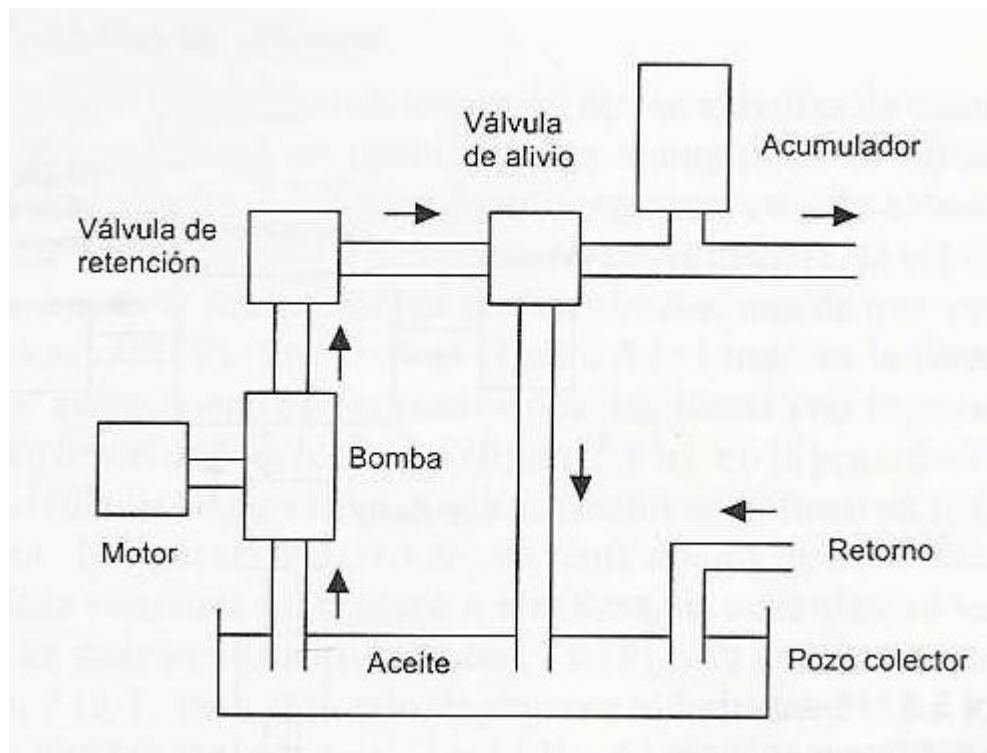 Válvula
de alivio
Acumulador
Válvula de
retención
Bomba
Motor
Retorno
Aceite
Pozo colector